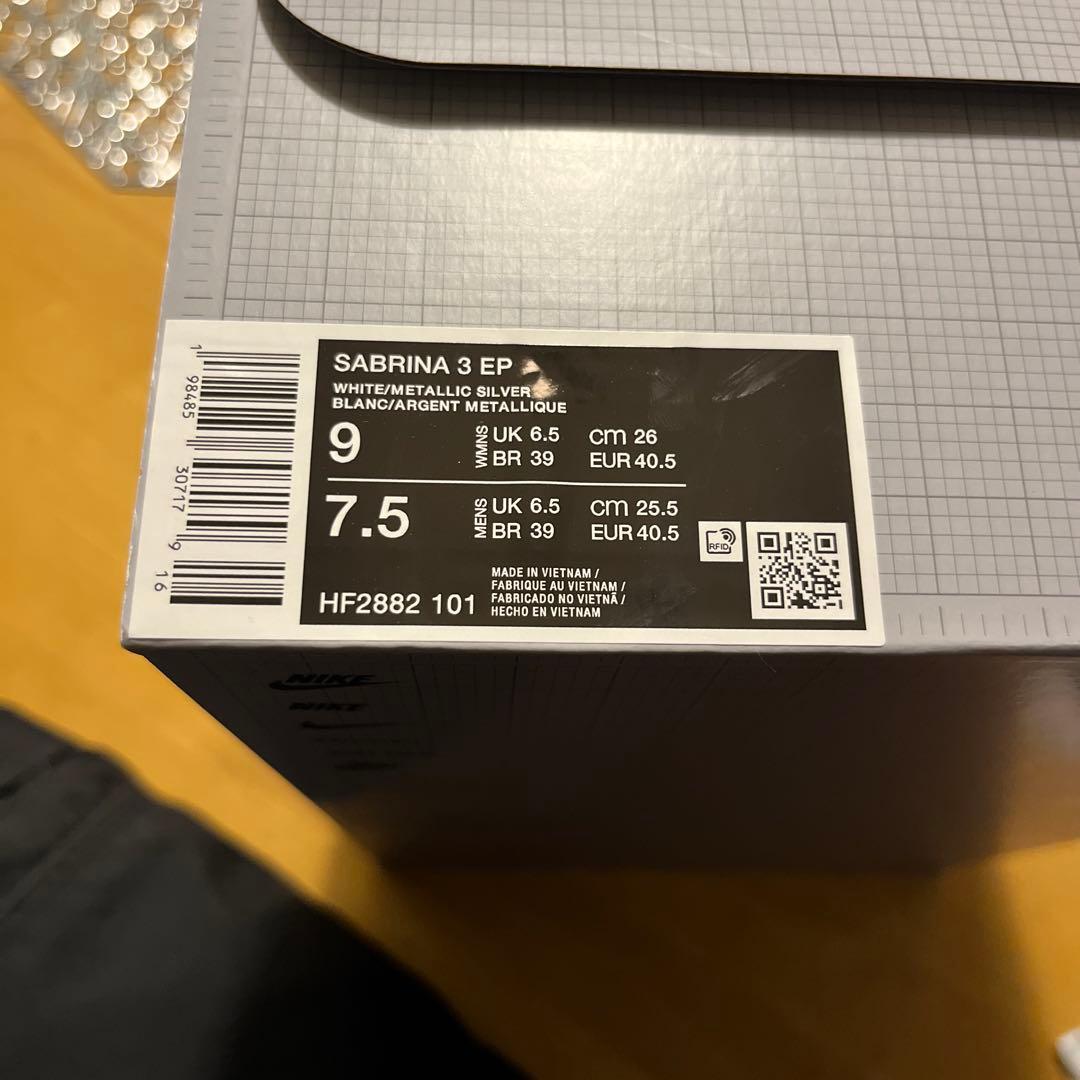 SABRINA 3 EP
WHITE/METALLIC SILVER
BLANC/ARGENT METALLIQUE
9
WMNS
UK 6.5 cm 26
BR 39 EUR 40.5
7.5
MENS
UK 6.5 cm 25.5
BR 39 EUR 40.5
RFID
HF2882 101
MADE IN VIETNAM /
FABRIQUE AU VIETNAM /
FABRICADO NO VIETNÃ /
HECHO EN VIETNAM
1 98485 30717 9 16
NIKE
NIKE